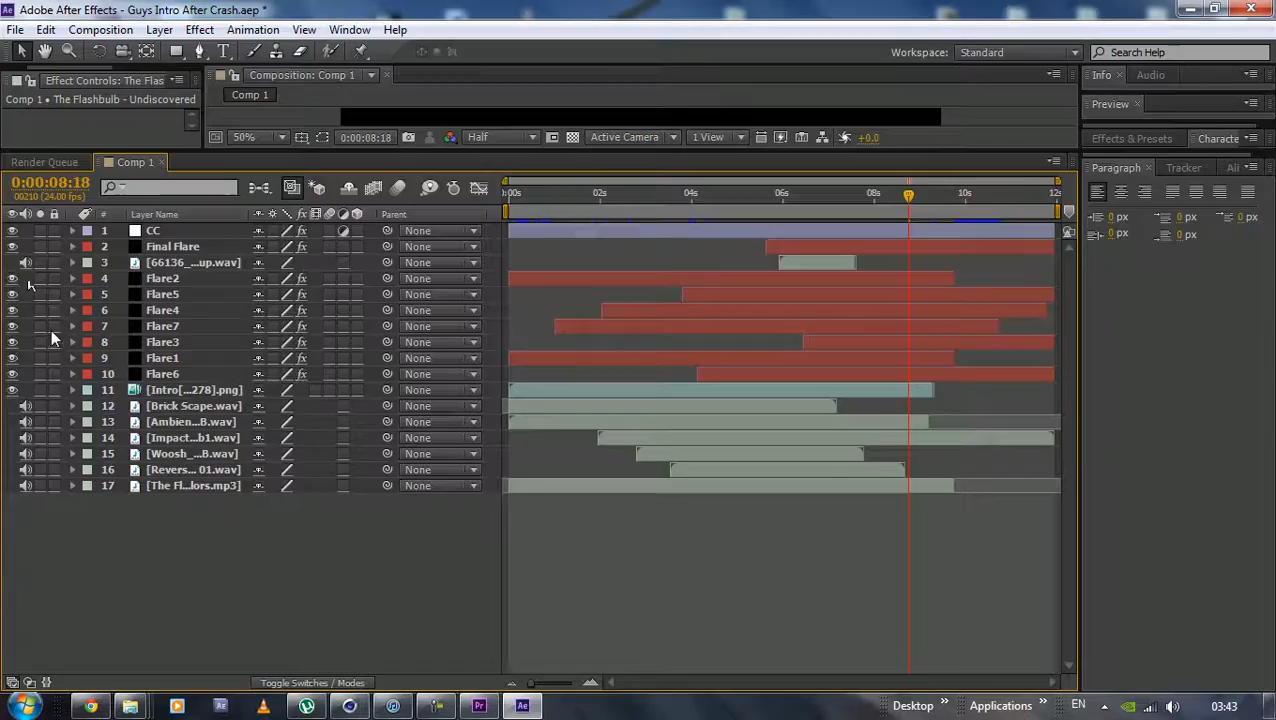 Adobe After Effects - Guys Intro After Crash.aep *
File Edit Composition Layer Effect Animation View Window Help
Workspace: Standard Search Help
Effect Controls: The Flas
Composition: Comp 1
Info Audio
Comp 1 • The Flashbulb - Undiscovered
Comp 1
Preview
50% 0:00:08:18 Half Active Camera 1 View +0.0
Effects & Presets Characte
Render Queue Comp 1
Paragraph Tracker Ali
0:00:08:18
00210 (24.00 fps)
:00s 02s 04s 06s 08s 10s 12s
0 px 0 px 0 px
0 px 0 px
# Layer Name Parent
1 CC None
2 Final Flare None
3 [66136_...up.wav] None
4 Flare2 None
5 Flare5 None
6 Flare4 None
7 Flare7 None
8 Flare3 None
9 Flare1 None
10 Flare6 None
11 [Intro[...278].png] None
12 [Brick Scape.wav] None
13 [Ambien...B.wav] None
14 [Impact...b1.wav] None
15 [Woosh_...B.wav] None
16 [Revers... 01.wav] None
17 [The Fl...lors.mp3] None
Toggle Switches / Modes
Desktop Applications EN 03:43